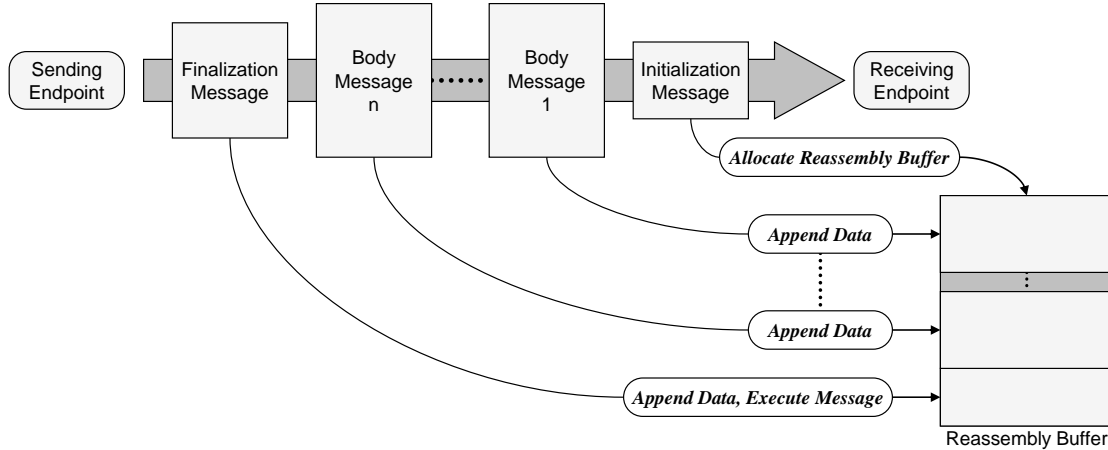 Sending
Endpoint
Finalization
Message
Body
Message
n
Body
Message
1
Initialization
Message
Receiving
Endpoint
Allocate Reassembly Buffer
Append Data
Append Data
Append Data, Execute Message
Reassembly Buffer